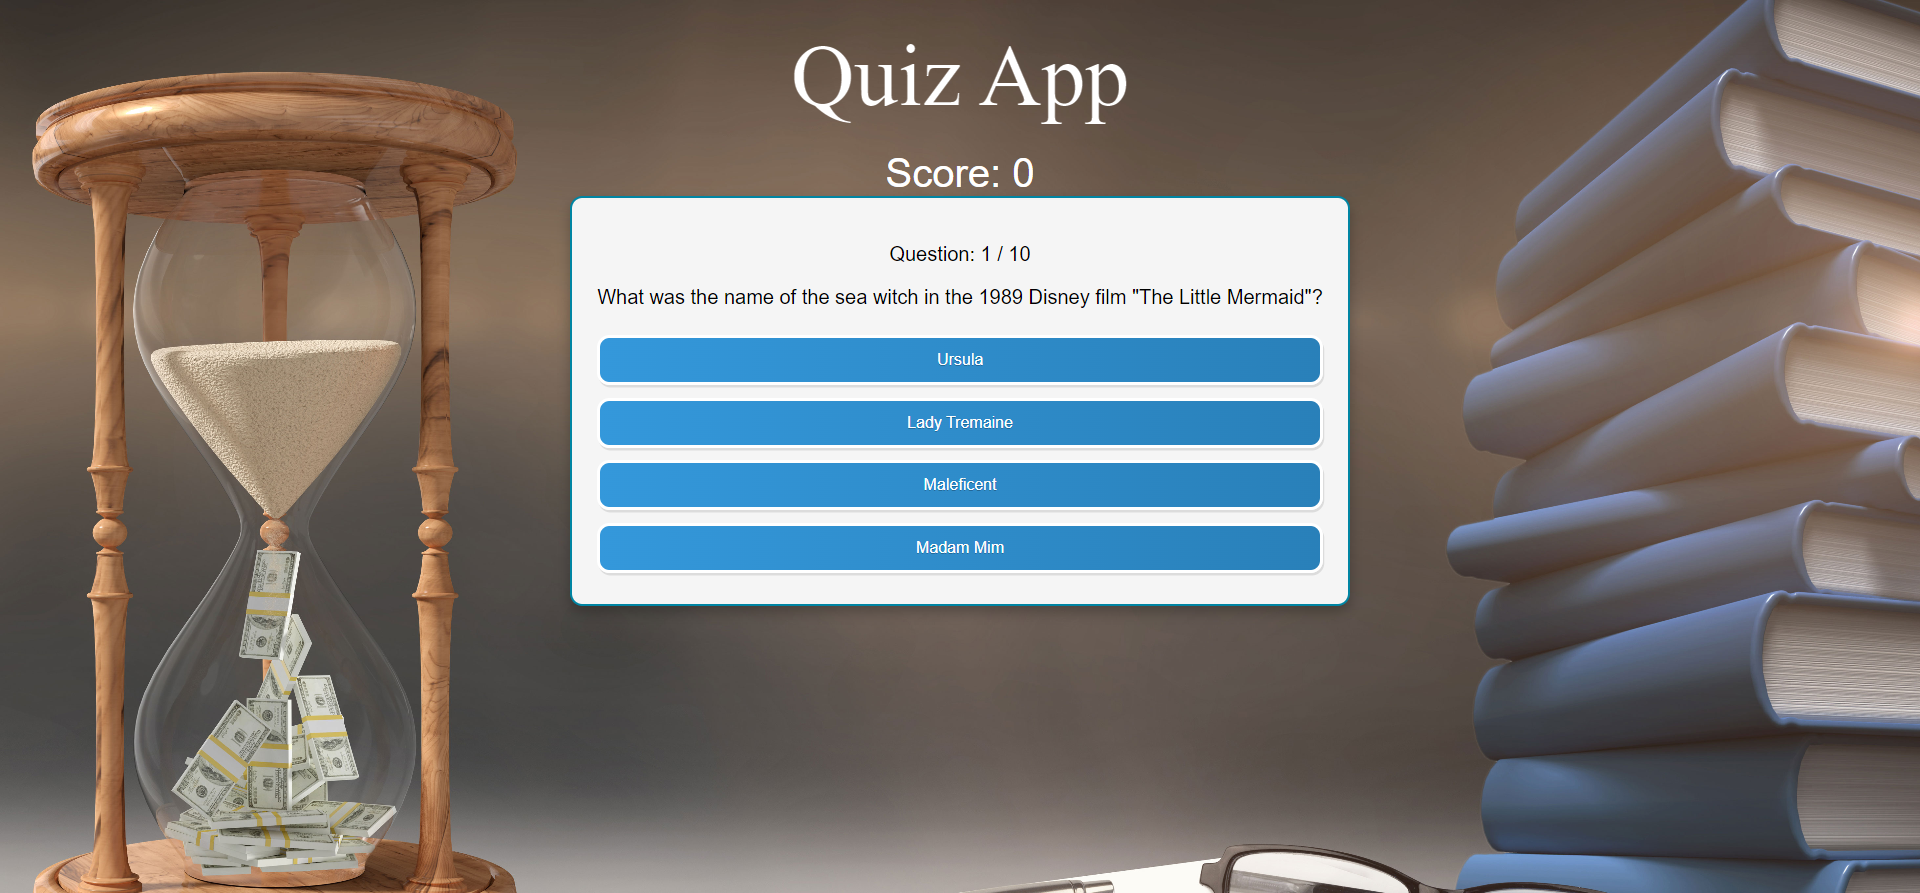 Quiz App
Score: 0
Question: 1 / 10
What was the name of the sea witch in the 1989 Disney film "The Little Mermaid"?
Ursula
Lady Tremaine
Maleficent
Madam Mim